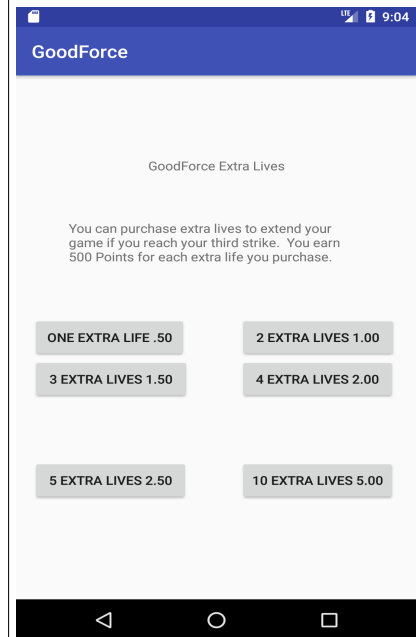 LTE 9:04
GoodForce
GoodForce Extra Lives
You can purchase extra lives to extend your
game if you reach your third strike.  You earn
500 Points for each extra life you purchase.
ONE EXTRA LIFE .50
2 EXTRA LIVES 1.00
3 EXTRA LIVES 1.50
4 EXTRA LIVES 2.00
5 EXTRA LIVES 2.50
10 EXTRA LIVES 5.00